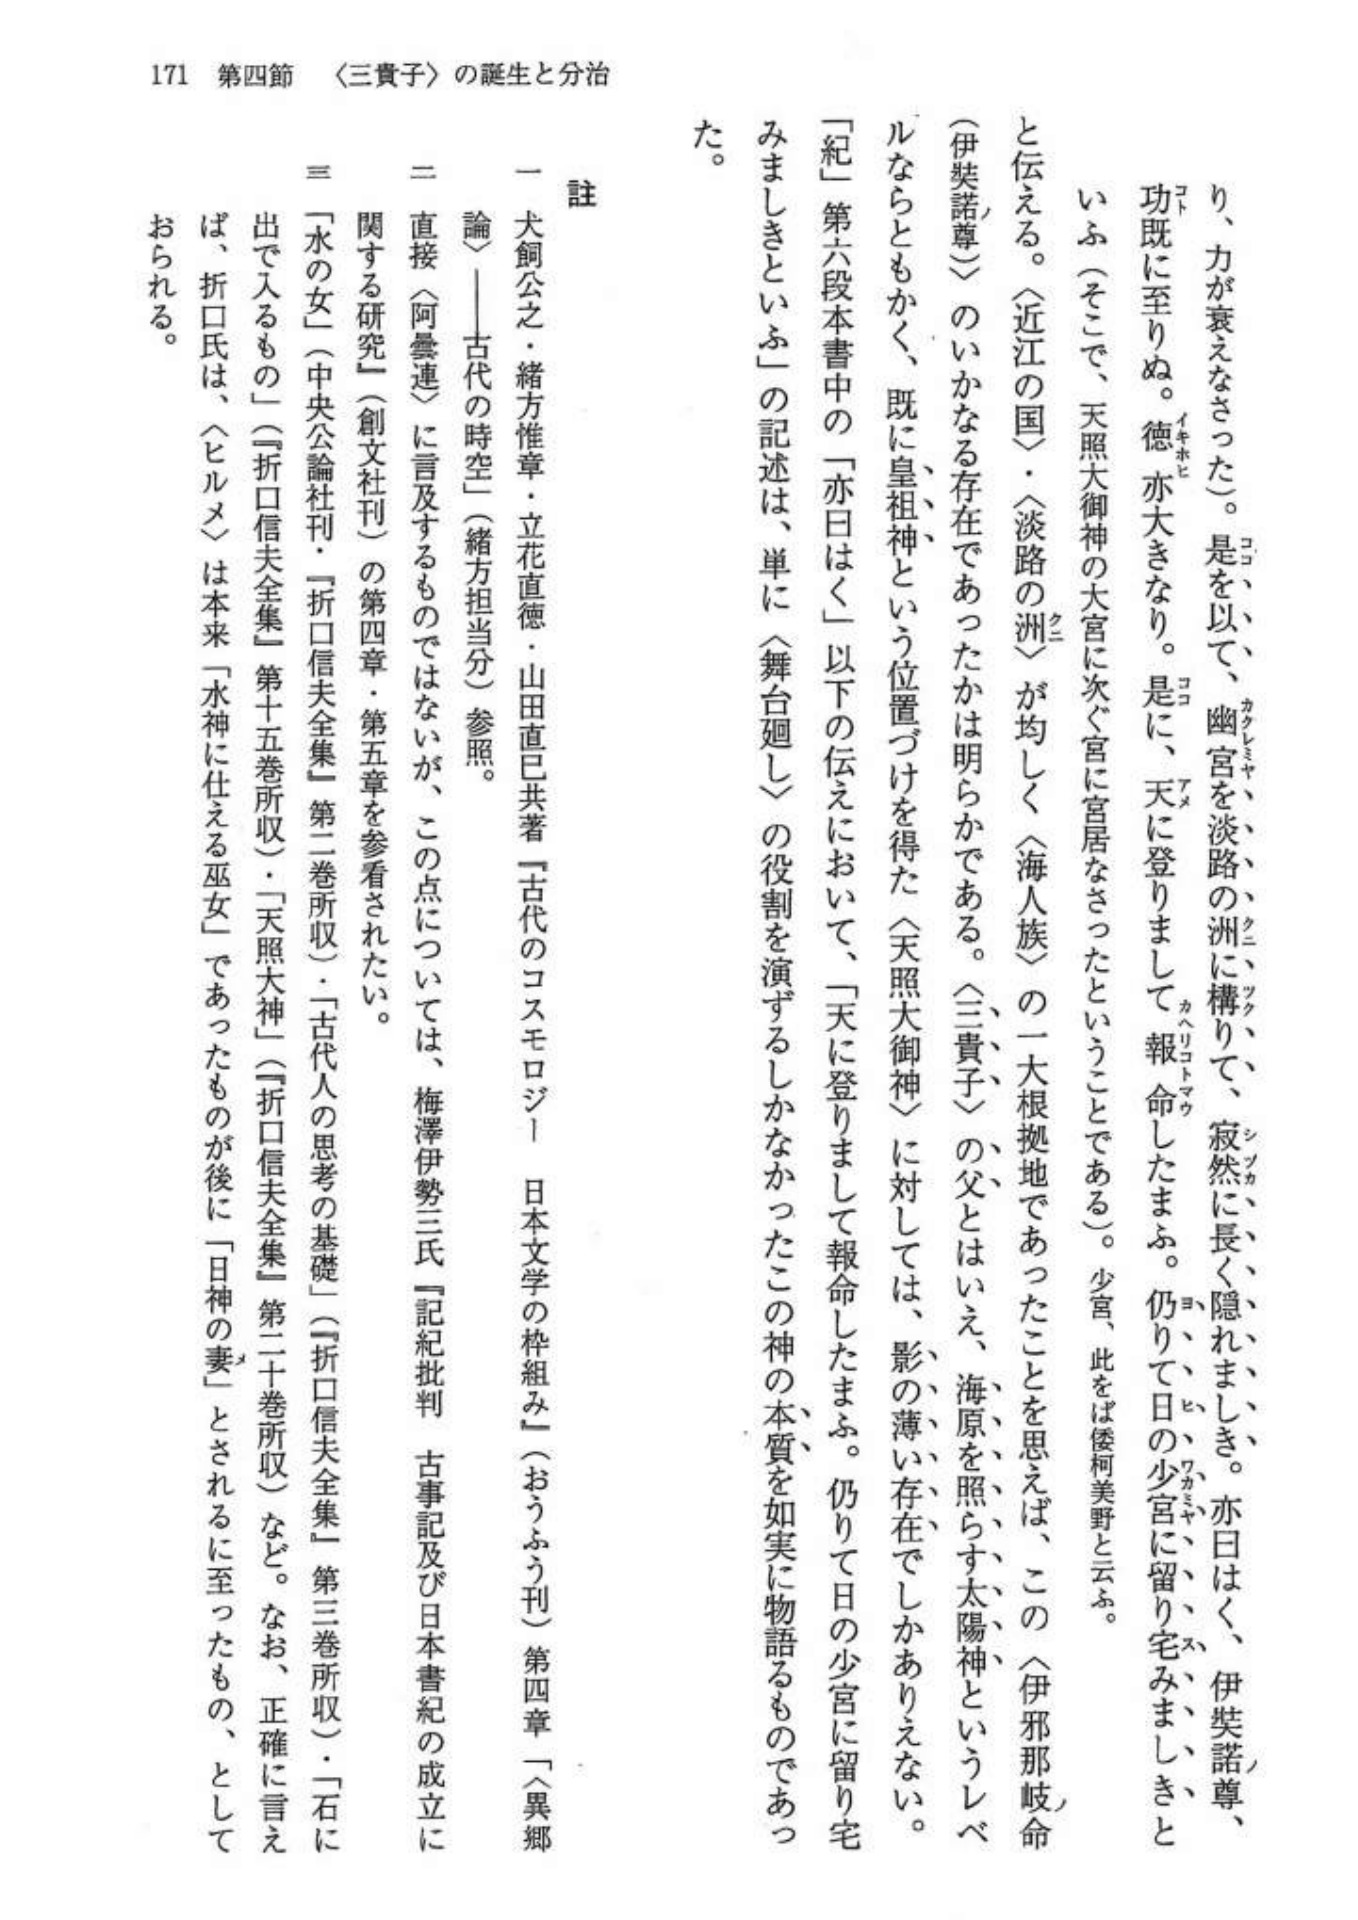 171　第四節　〈三貴子〉の誕生と分治
り、力が衰えなさった）。是を以て、幽宮を淡路の洲に構りて、寂然に長く隠れましき。亦曰はく、伊奘諾尊、
功既に至りぬ。徳亦大きなり。是に、天に登りまして報命したまふ。仍りて日の少宮に留り宅みましきと
いふ（そこで、天照大御神の大宮に次ぐ宮に宮居なさったということである）。少宮、此をば倭柯美野と云ふ。
と伝える。〈近江の国〉・〈淡路の洲〉が均しく〈海人族〉の一大根拠地であったことを思えば、この〈伊邪那岐ノ命
（伊奘諾ノ尊）〉のいかなる存在であったかは明らかである。〈三貴子〉の父とはいえ、海原を照らす太陽神というレベ
ルならともかく、既に皇祖神という位置づけを得た〈天照大御神〉に対しては、影の薄い存在でしかありえない。
「紀」第六段本書中の「亦曰はく」以下の伝えにおいて、「天に登りまして報命したまふ。仍りて日の少宮に留り宅
みましきといふ」の記述は、単に〈舞台廻し〉の役割を演ずるしかなかったこの神の本質を如実に物語るものであっ
た。
註
一　犬飼公之・緒方惟章・立花直徳・山田直巳共著『古代のコスモロジー　日本文学の枠組み』（おうふう刊）第四章「〈異郷
論〉――古代の時空」（緒方担当分）参照。
二　直接〈阿曇連〉に言及するものではないが、この点については、梅澤伊勢三氏『記紀批判　古事記及び日本書紀の成立に
関する研究』（創文社刊）の第四章・第五章を参看されたい。
三　「水の女」（中央公論社刊・『折口信夫全集』第二巻所収）・「古代人の思考の基礎」（『折口信夫全集』第三巻所収）・「石に
出で入るもの」（『折口信夫全集』第十五巻所収）・「天照大神」（『折口信夫全集』第二十巻所収）など。なお、正確に言え
ば、折口氏は、〈ヒルメ〉は本来「水神に仕える巫女」であったものが後に「日神の妻」とされるに至ったもの、として
おられる。